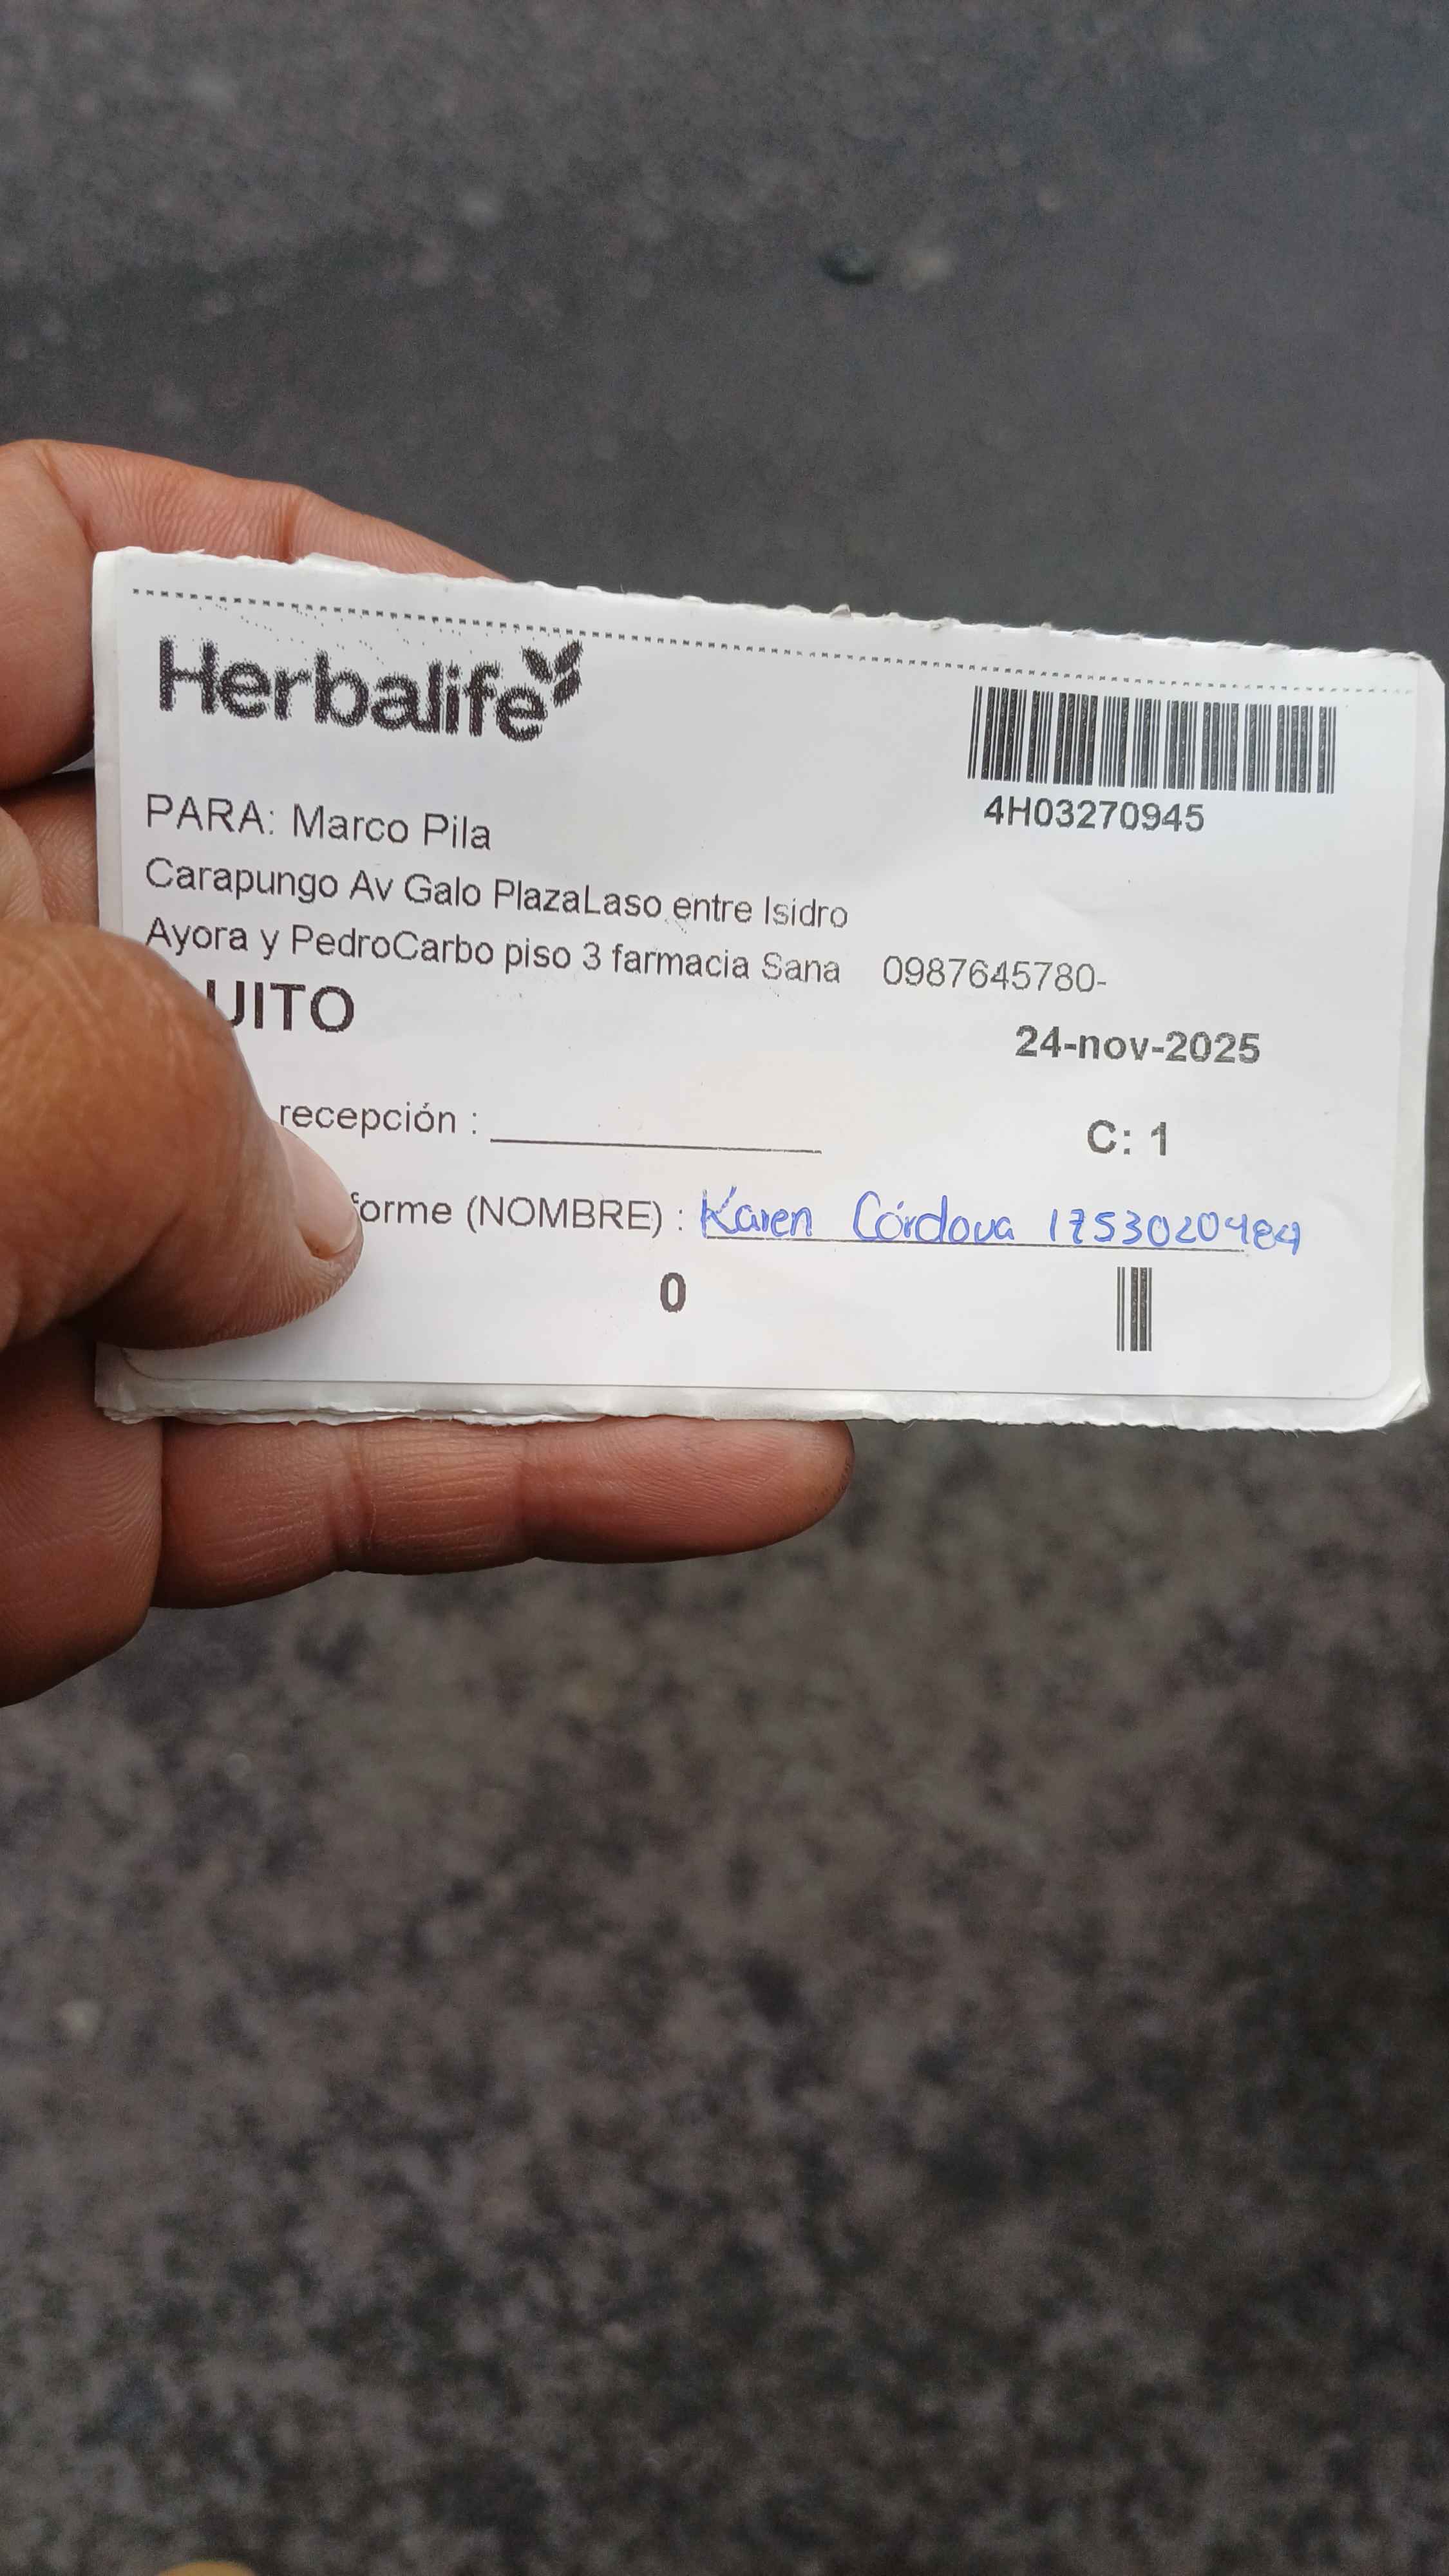 Herbalife
4H03270945
PARA: Marco Pila
Carapungo Av Galo PlazaLaso entre Isidro
Ayora y PedroCarbo piso 3 farmacia Sana 0987645780-
UITO
24-nov-2025
recepción :
C: 1
forme (NOMBRE) : Karen Córdova
0